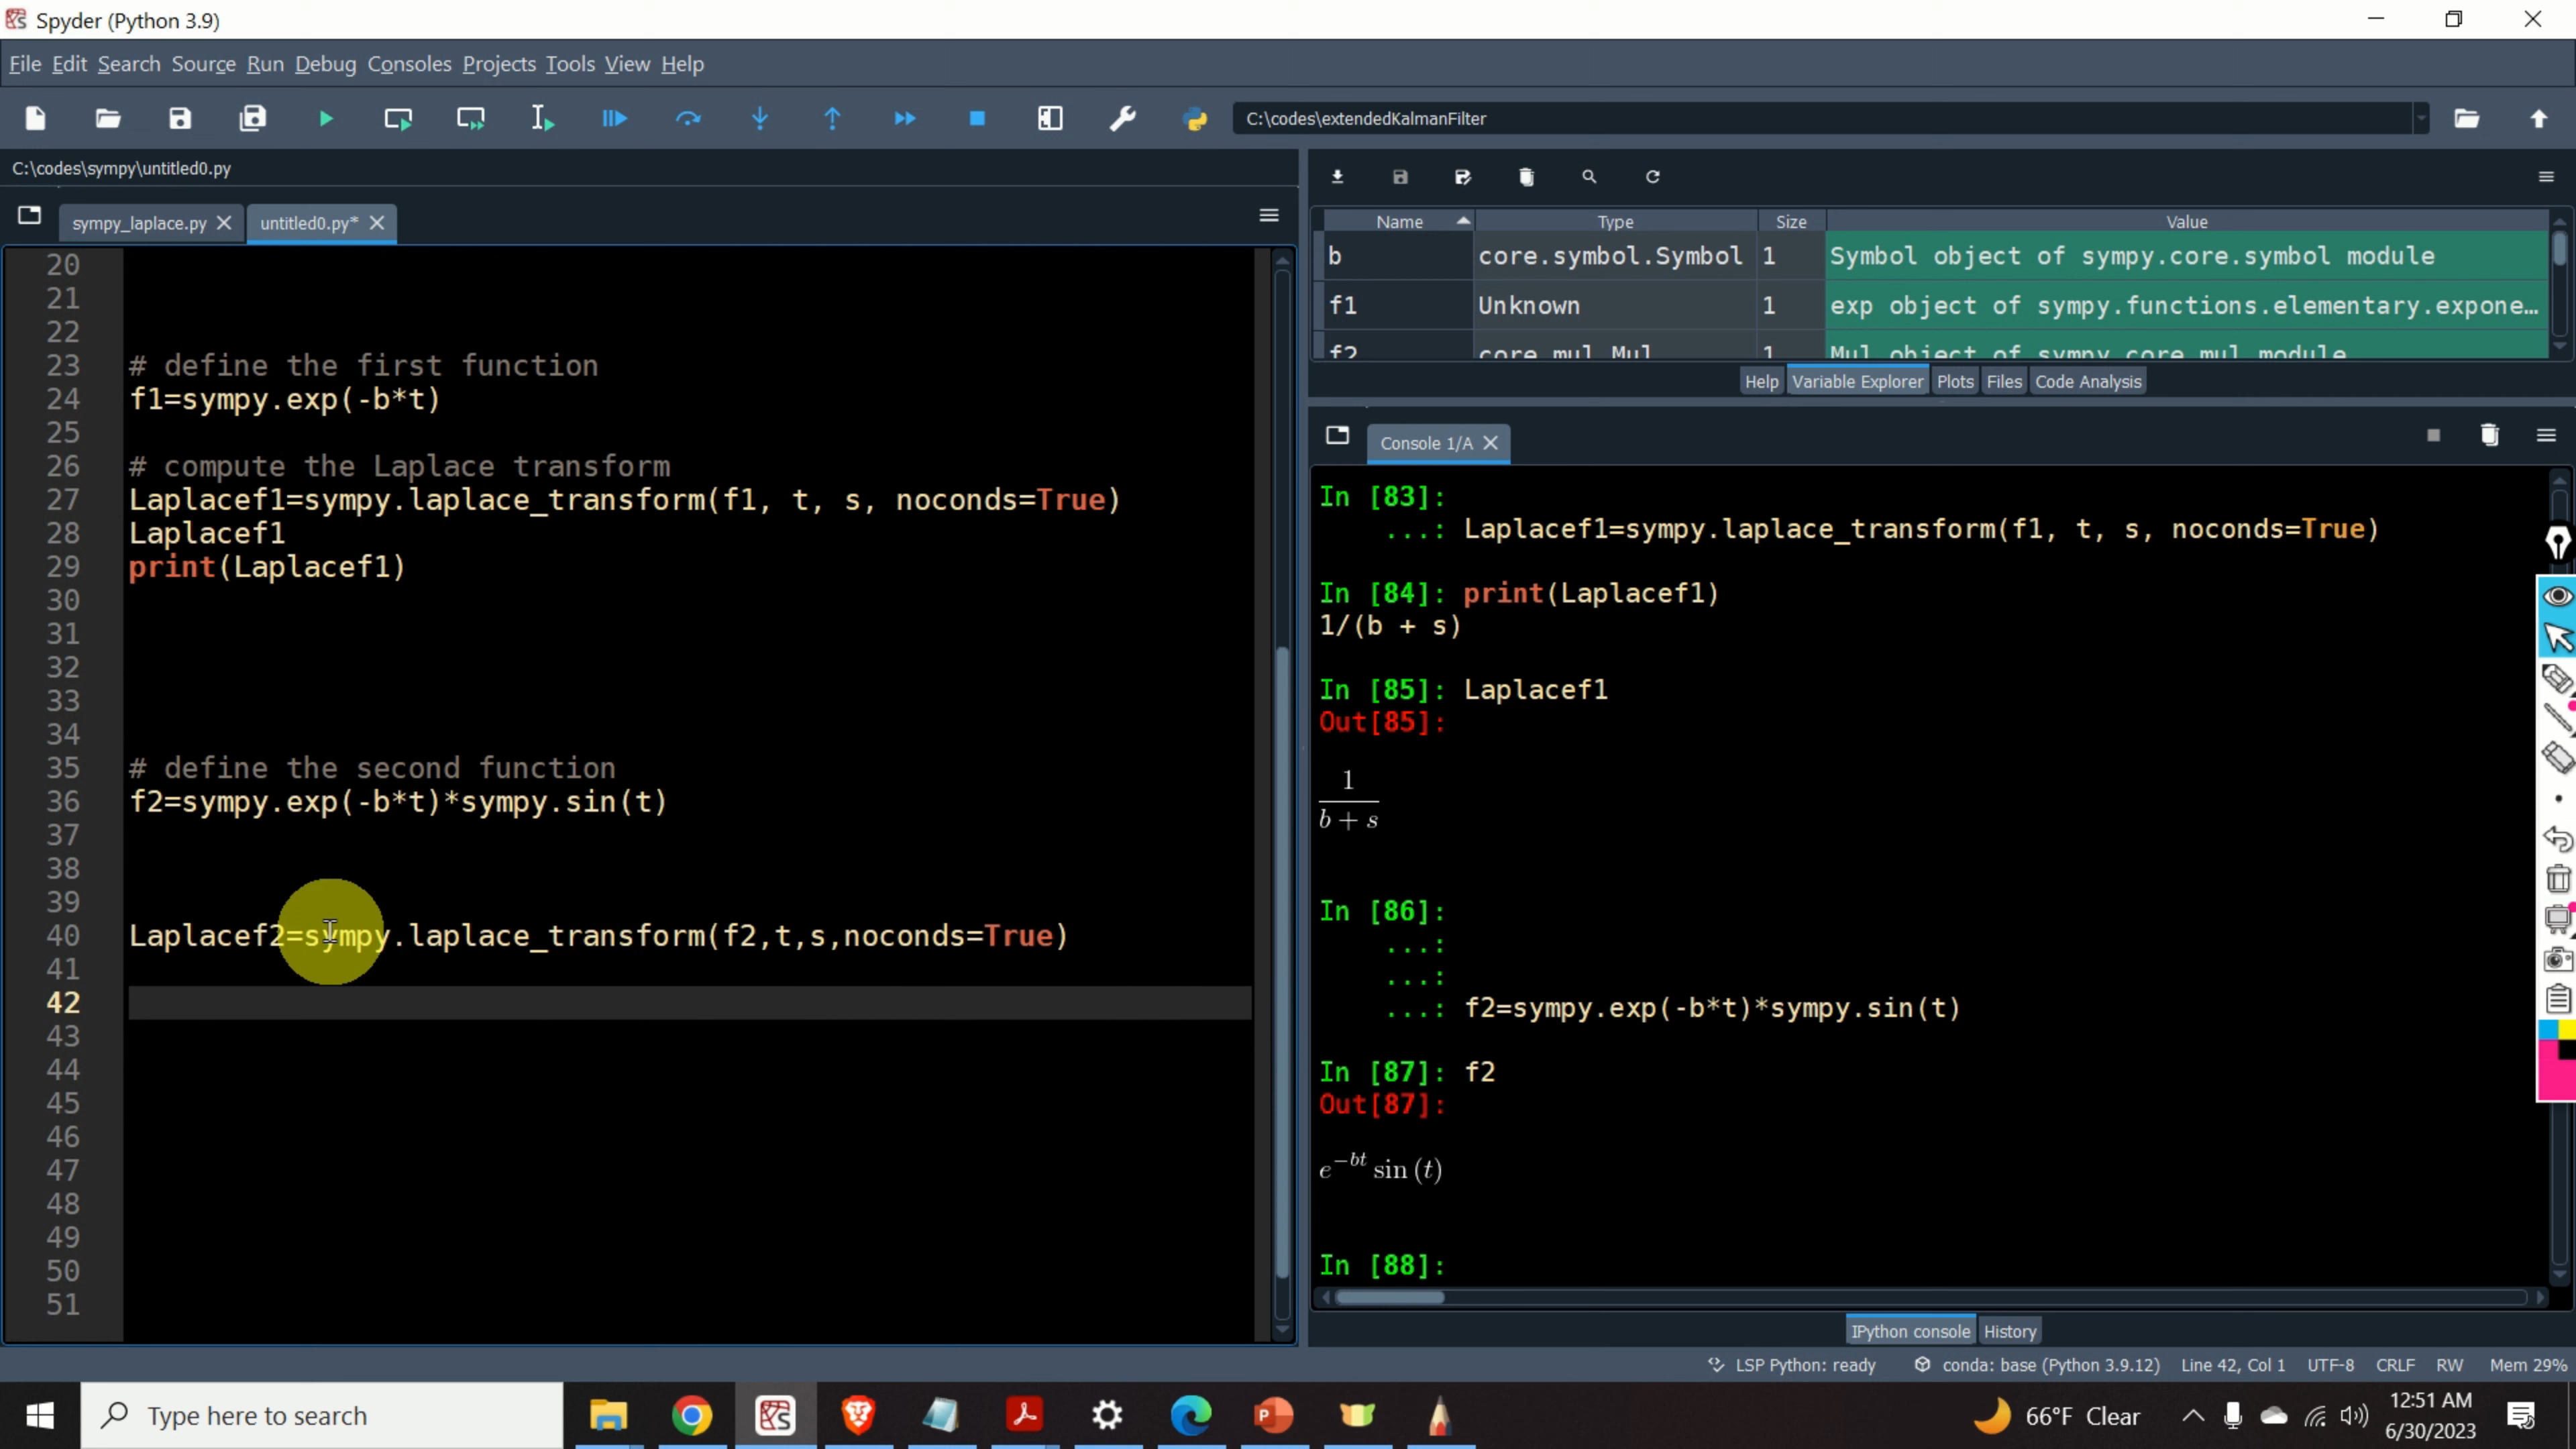 Spyder (Python 3.9)
File Edit Search Source Run Debug Consoles Projects Tools View Help
C:\codes\extendedKalmanFilter
C:\codes\sympy\untitled0.py
sympy_laplace.py
untitled0.py*
20
21
22
23 # define the first function
24 f1=sympy.exp(-b*t)
25
26 # compute the Laplace transform
27 Laplacef1=sympy.laplace_transform(f1, t, s, noconds=True)
28 Laplacef1
29 print(Laplacef1)
30
31
32
33
34
35 # define the second function
36 f2=sympy.exp(-b*t)*sympy.sin(t)
37
38
39
40 Laplacef2=sympy.laplace_transform(f2,t,s,noconds=True)
41
42
43
44
45
46
47
48
49
50
51
Name Type Size Value
b core.symbol.Symbol 1 Symbol object of sympy.core.symbol module
f1 Unknown 1 exp object of sympy.functions.elementary.expone…
f2 core.mul.Mul 1 Mul object of sympy.core.mul module
Help Variable Explorer Plots Files Code Analysis
Console 1/A
In [83]:
...: Laplacef1=sympy.laplace_transform(f1, t, s, noconds=True)
In [84]: print(Laplacef1)
1/(b + s)
In [85]: Laplacef1
Out[85]:
1
b + s
In [86]:
...:
...:
...: f2=sympy.exp(-b*t)*sympy.sin(t)
In [87]: f2
Out[87]:
e^{-bt} sin (t)
In [88]:
IPython console History
LSP Python: ready conda: base (Python 3.9.12) Line 42, Col 1 UTF-8 CRLF RW Mem 29%
Type here to search
66°F Clear
12:51 AM
6/30/2023